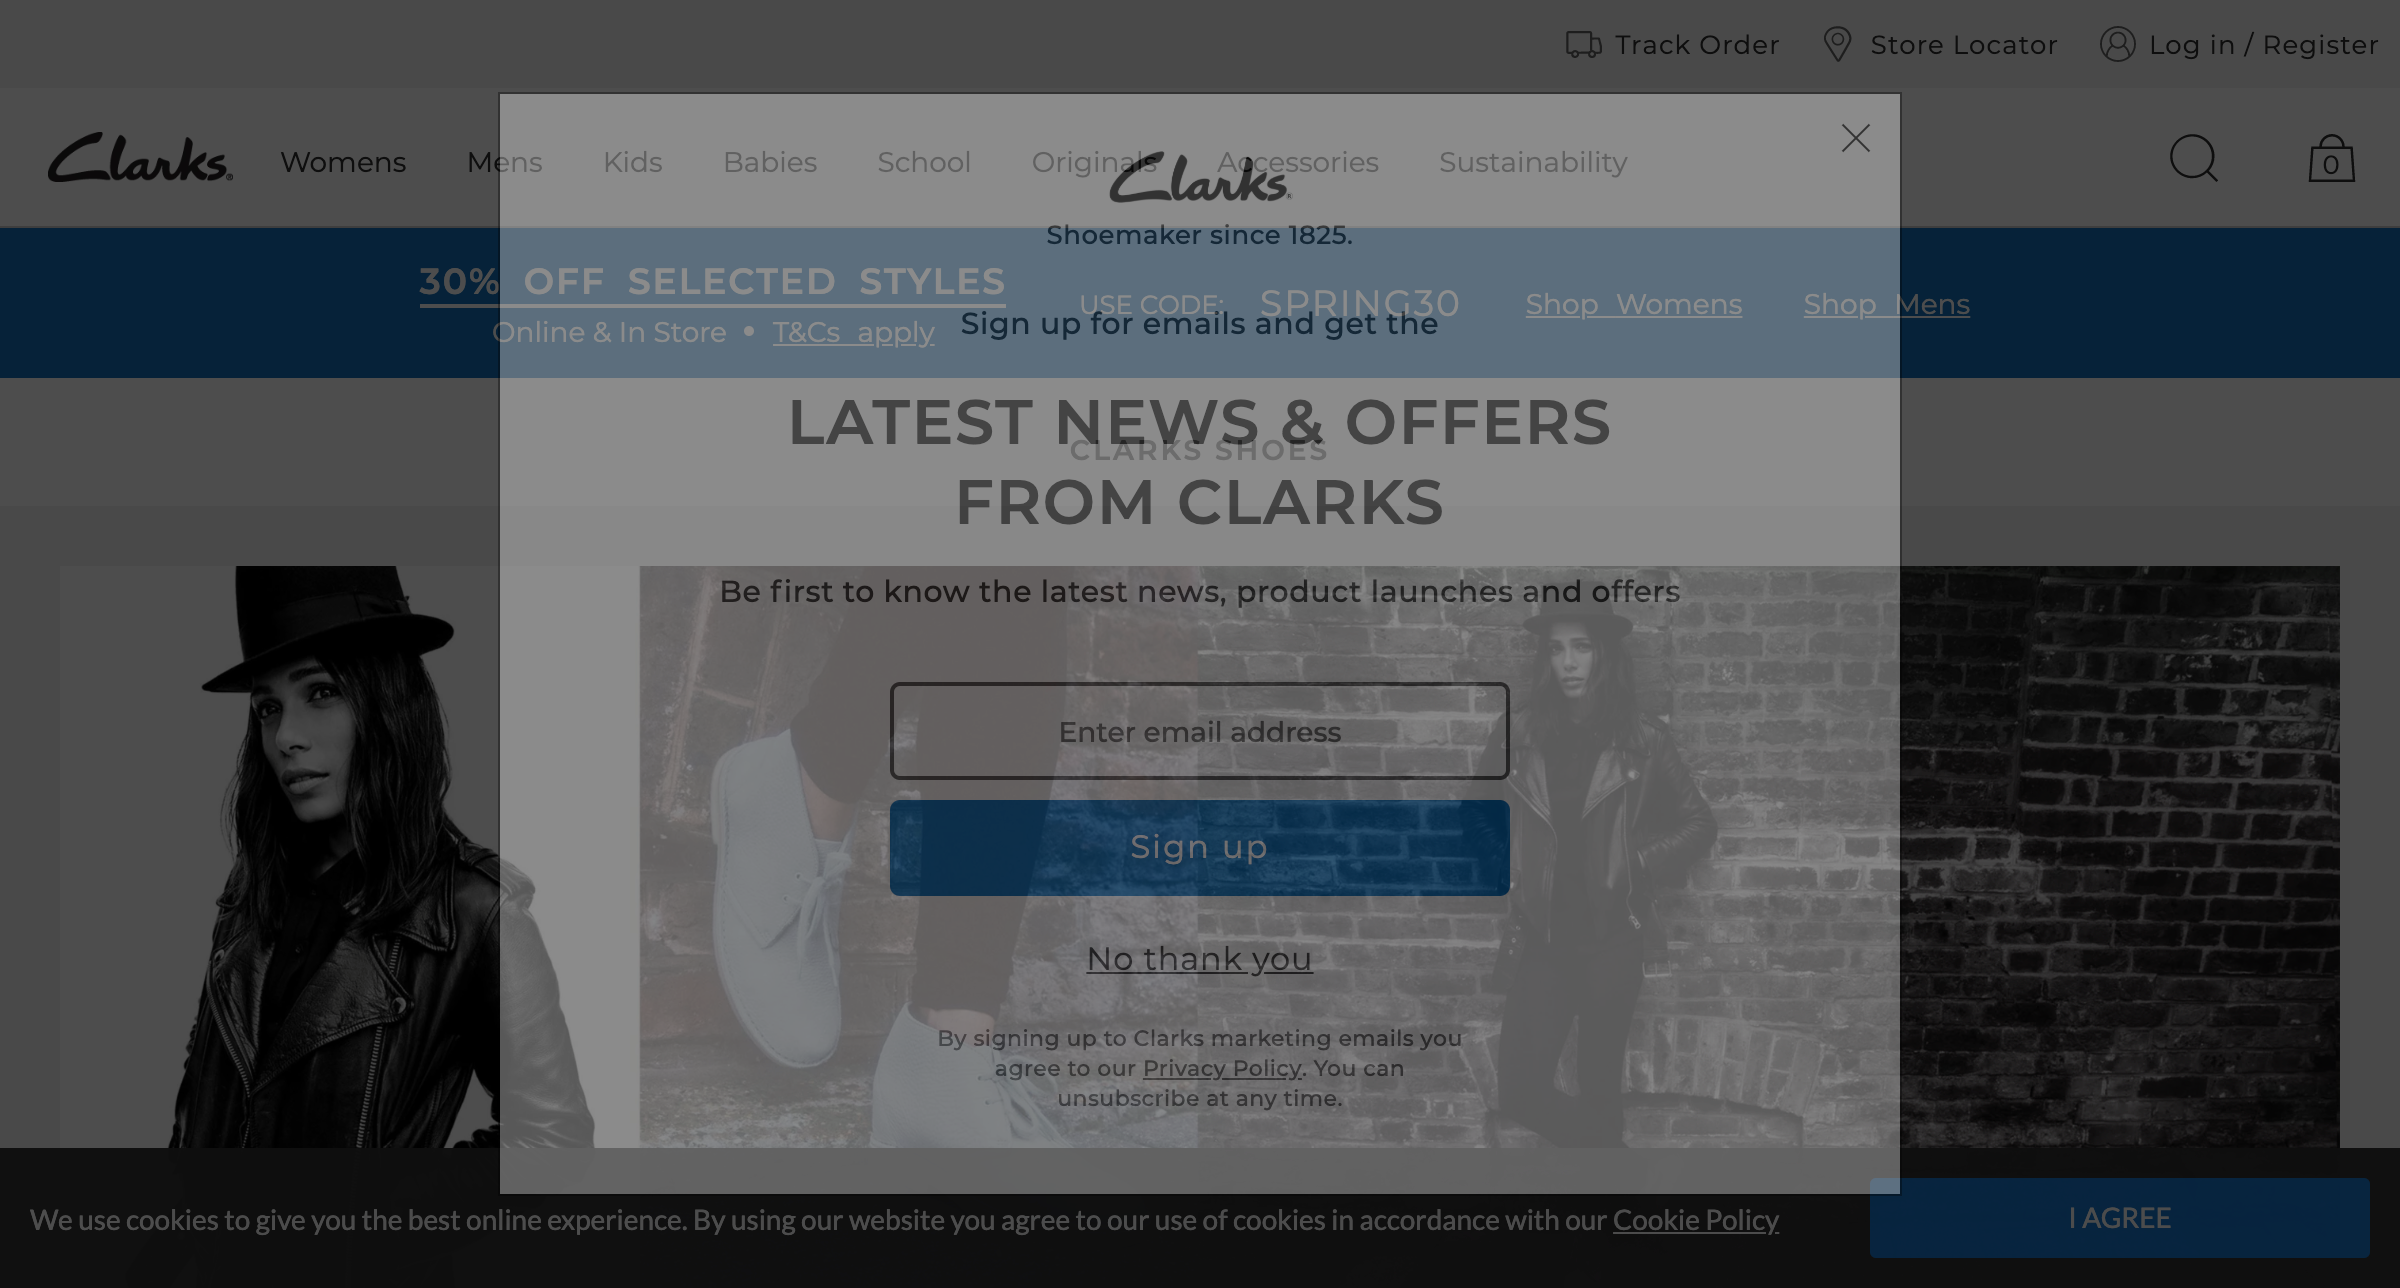 Track Order
Store Locator
Log in / Register
Clarks
Womens
Mens
Kids
Babies
School
Originals
Accessories
Sustainability
0
Clarks
Shoemaker since 1825.
30% OFF SELECTED STYLES
Online & In Store • T&Cs apply
USE CODE: SPRING30
Shop Womens
Shop Mens
Sign up for emails and get the
LATEST NEWS & OFFERS
FROM CLARKS
CLARKS SHOES
Be first to know the latest news, product launches and offers
Enter email address
Sign up
No thank you
By signing up to Clarks marketing emails you
agree to our Privacy Policy. You can
unsubscribe at any time.
We use cookies to give you the best online experience. By using our website you agree to our use of cookies in accordance with our Cookie Policy
I AGREE